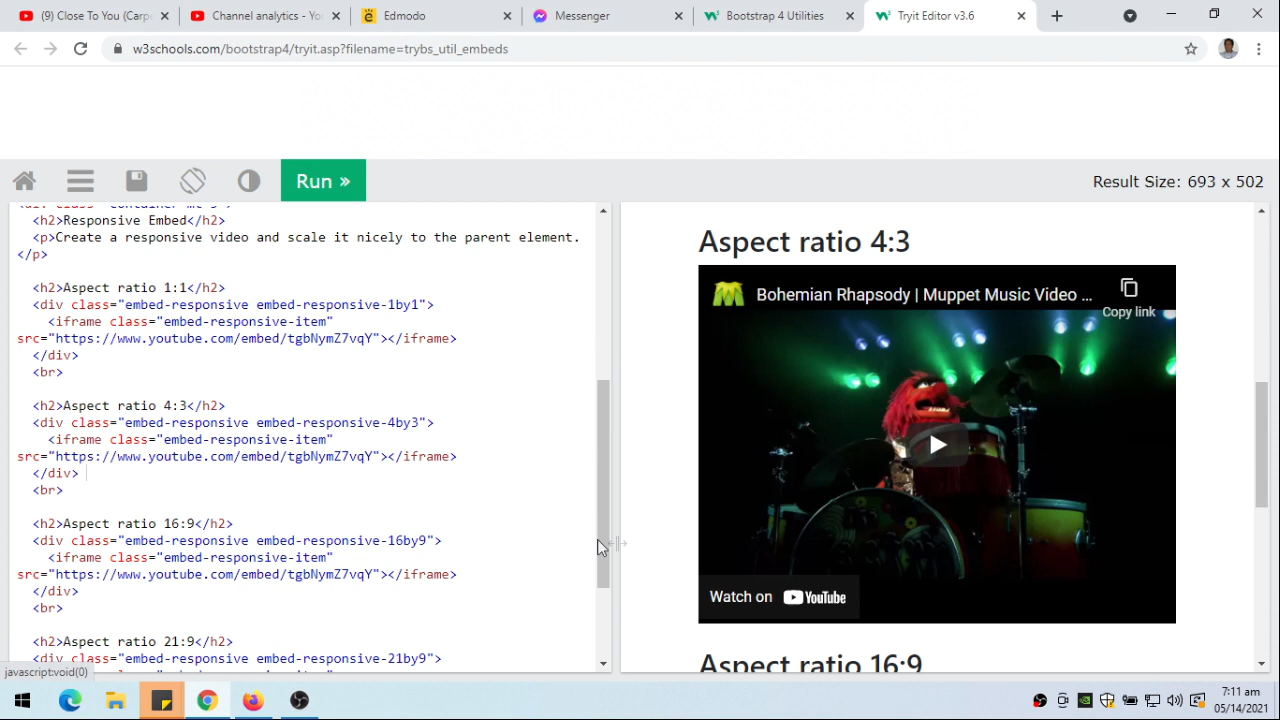 (9) Close To You (Carp
Channel analytics - Yo
Edmodo
Messenger
Bootstrap 4 Utilities
Tryit Editor v3.6
w3schools.com/bootstrap4/tryit.asp?filename=trybs_util_embeds
Run »
Result Size: 693 x 502
<h2>Responsive Embed</h2>
<p>Create a responsive video and scale it nicely to the parent element.
</p>
<h2>Aspect ratio 1:1</h2>
<div class="embed-responsive embed-responsive-1by1">
<iframe class="embed-responsive-item"
src="https://www.youtube.com/embed/tgbNymZ7vqY"></iframe>
</div>
<br>
<h2>Aspect ratio 4:3</h2>
<div class="embed-responsive embed-responsive-4by3">
<iframe class="embed-responsive-item"
src="https://www.youtube.com/embed/tgbNymZ7vqY"></iframe>
</div>
<br>
<h2>Aspect ratio 16:9</h2>
<div class="embed-responsive embed-responsive-16by9">
<iframe class="embed-responsive-item"
src="https://www.youtube.com/embed/tgbNymZ7vqY"></iframe>
</div>
<br>
<h2>Aspect ratio 21:9</h2>
<div class="embed-responsive embed-responsive-21by9">
Aspect ratio 4:3
Bohemian Rhapsody | Muppet Music Video ...
Copy link
Watch on YouTube
Aspect ratio 16:9
javascript:void(0)
7:11 am
05/14/2021